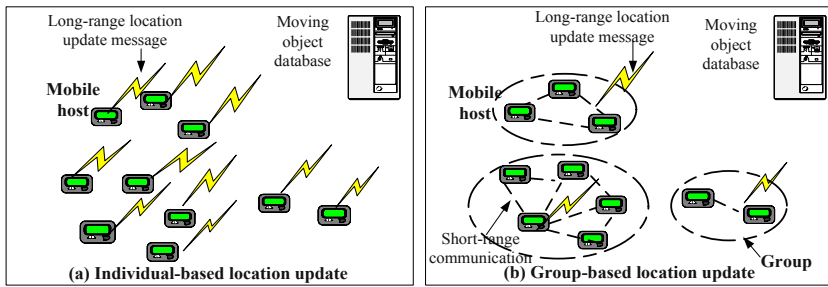 Long-range location
update message
Moving
object
database
Mobile
host
(a) Individual-based location update
Long-range location
update message
Moving
object
database
Mobile host
Short-range
communication
Group
(b) Group-based location update